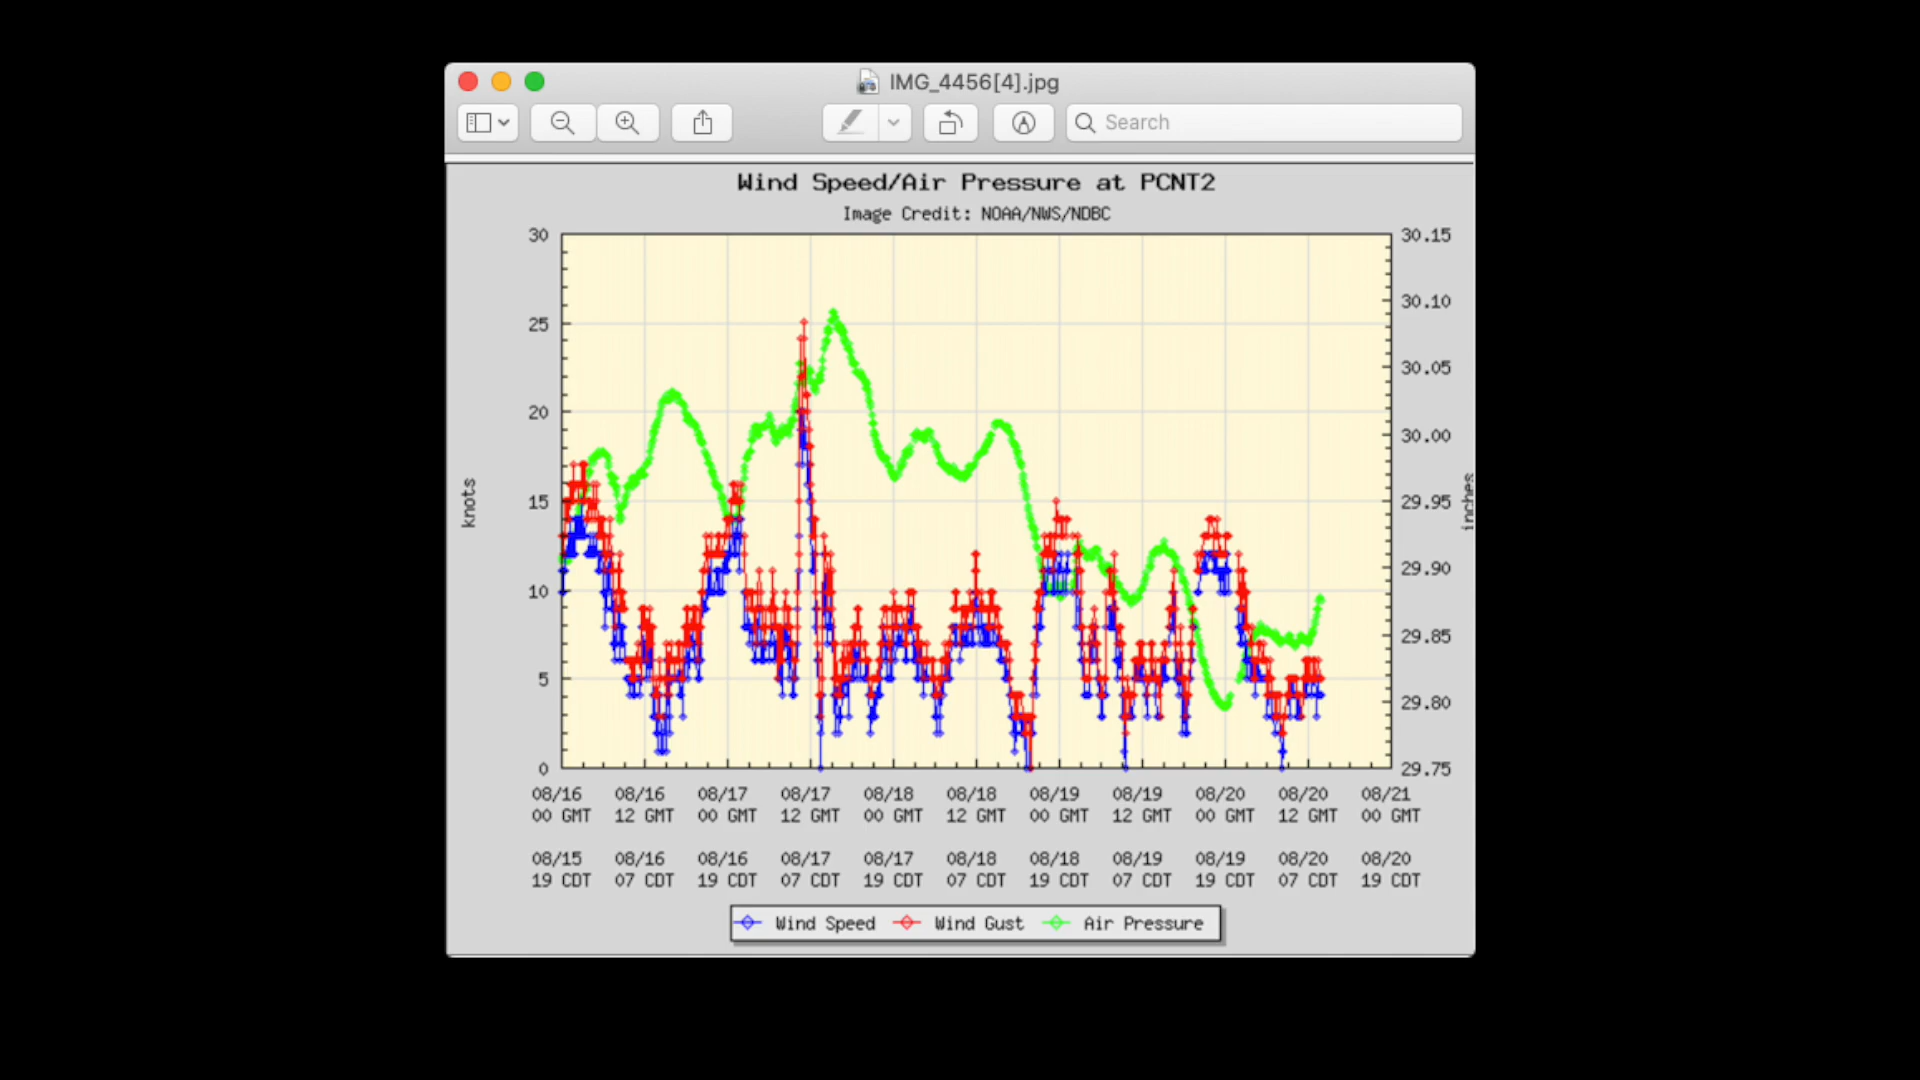 IMG_4456[4].jpg
Search
Wind Speed/Air Pressure at PCNT2
Image Credit: NOAA/NWS/NDBC
30 30.15
30.10
25
30.05
20
30.00
knots
15 29.95
inches
10 29.90
29.85
5
29.80
0 29.75
08/16 08/16 08/17 08/17 08/18 08/18 08/19 08/19 08/20 08/20 08/21
00 GMT 12 GMT 00 GMT 12 GMT 00 GMT 12 GMT 00 GMT 12 GMT 00 GMT 12 GMT 00 GMT
08/15 08/16 08/16 08/17 08/17 08/18 08/18 08/19 08/19 08/20 08/20
19 CDT 07 CDT 19 CDT 07 CDT 19 CDT 07 CDT 19 CDT 07 CDT 19 CDT 07 CDT 19 CDT
Wind Speed Wind Gust Air Pressure